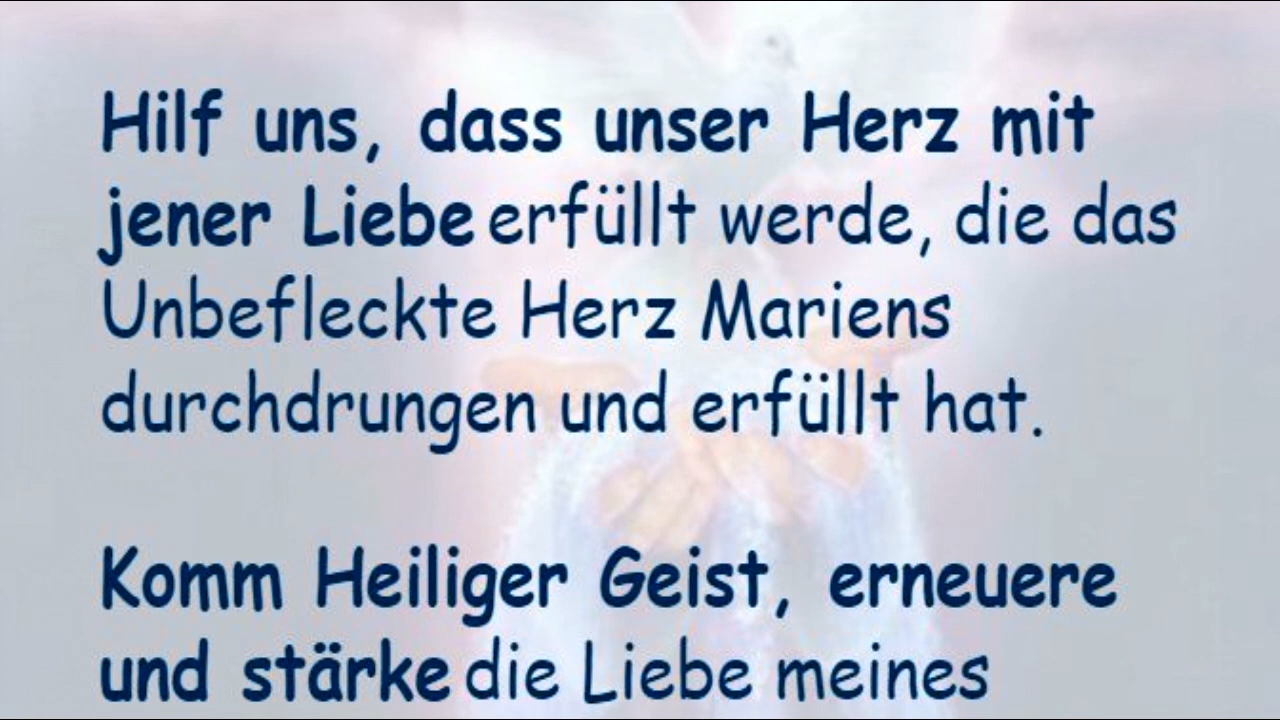 Hilf uns, dass unser Herz mit
jener Liebe erfüllt werde, die das
Unbefleckte Herz Mariens
durchdrungen und erfüllt hat.
Komm Heiliger Geist, erneuere
und stärke die Liebe meines